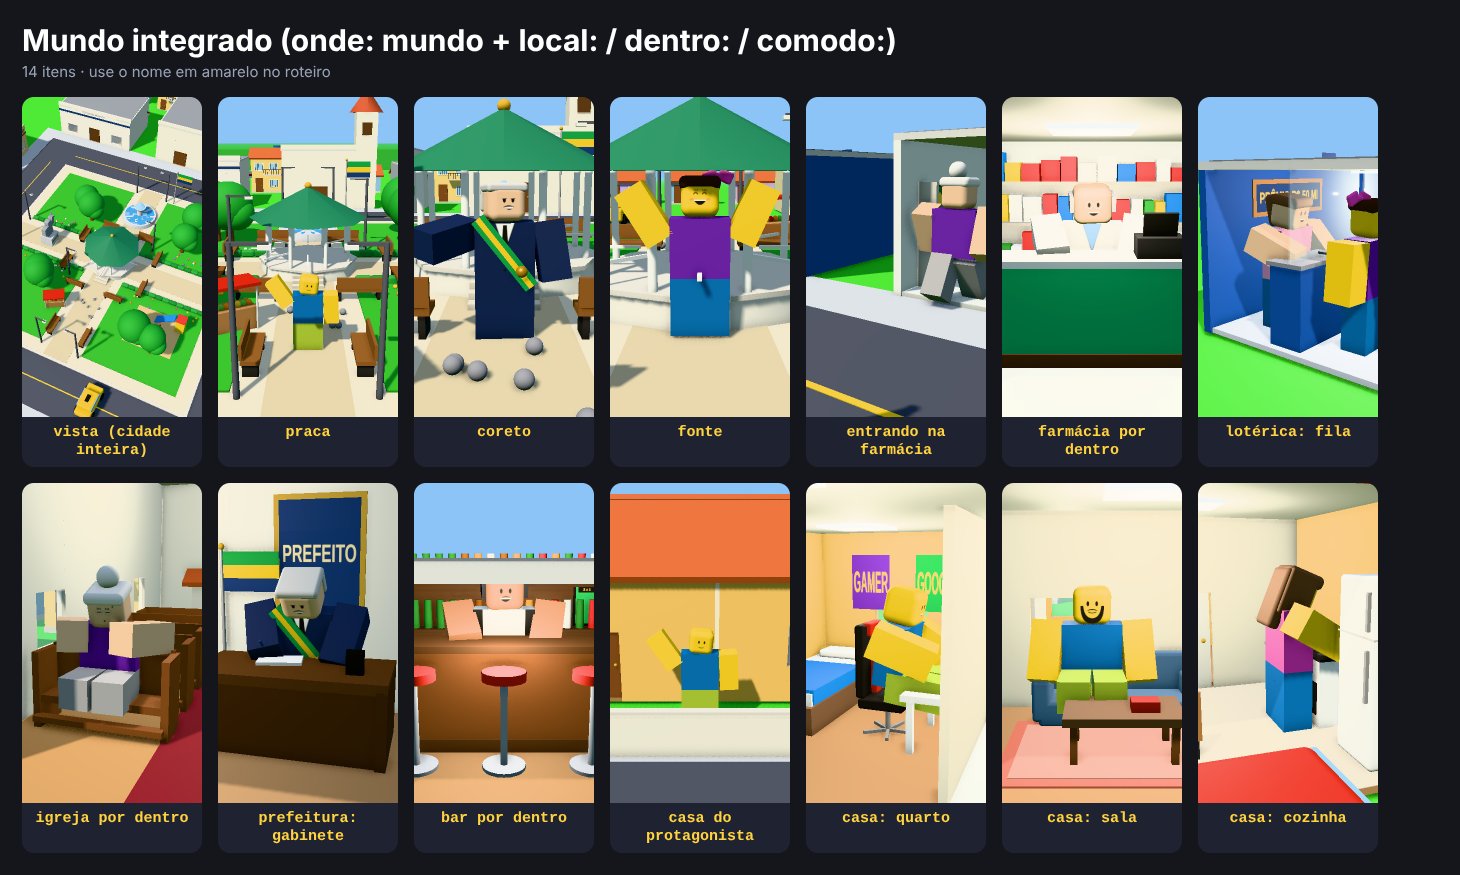 Mundo integrado (onde: mundo + local: / dentro: / comodo:)
14 itens · use o nome em amarelo no roteiro
vista (cidade
inteira)
praca
coreto
fonte
entrando na
farmácia
farmácia por
dentro
lotérica: fila
PREFEITO
GAMER
igreja por dentro
prefeitura:
gabinete
bar por dentro
casa do
protagonista
casa: quarto
casa: sala
casa: cozinha